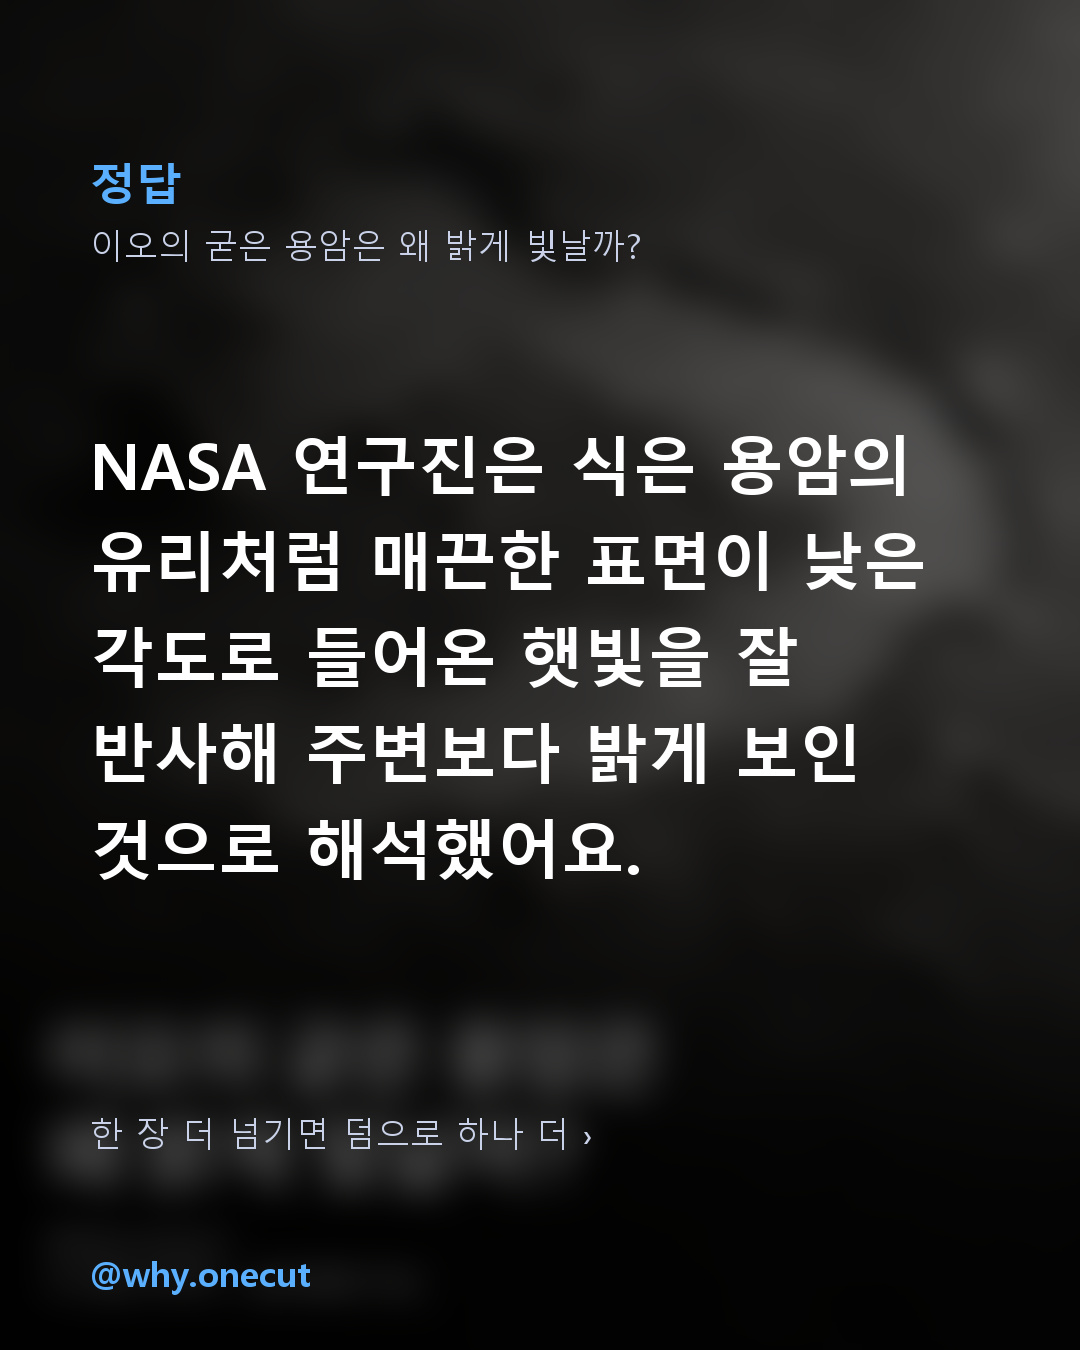 정답
이오의 굳은 용암은 왜 밝게 빛날까?
NASA 연구진은 식은 용암의
유리처럼 매끈한 표면이 낮은
각도로 들어온 햇빛을 잘
반사해 주변보다 밝게 보인
것으로 해석했어요.
한 장 더 넘기면 덤으로 하나 더 ›
@why.onecut